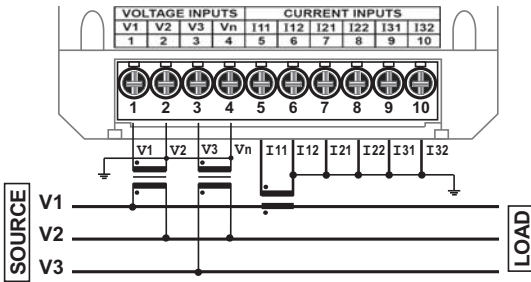 VOLTAGE INPUTS CURRENT INPUTS
V1 V2 V3 Vn I11 I12 I21 I22 I31 I32
1 2 3 4 5 6 7 8 9 10
1 2 3 4 5 6 7 8 9 10
V1 V2 V3 Vn I11 I12 I21 I22 I31 I32
SOURCE
V1
V2
V3
LOAD